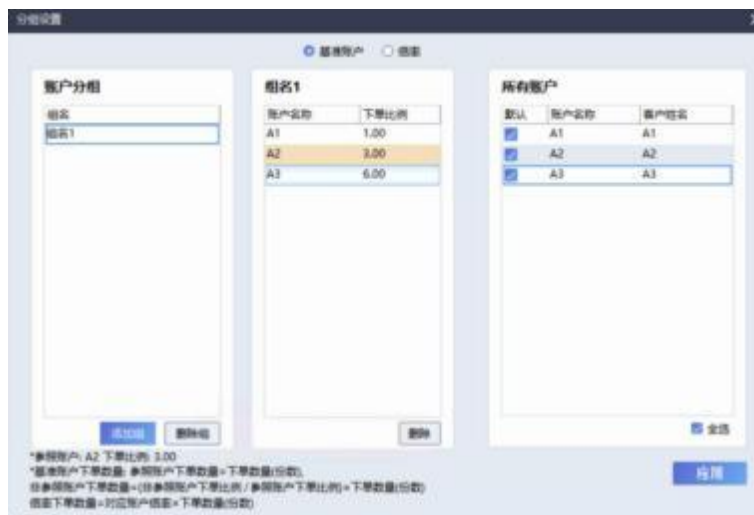 分组设置
基准账户 倍率
账户分组
组名
组名1
添加组 删除组
组名1
账户名称 下单比例
A1 1.00
A2 3.00
A3 6.00
删除
所有账户
默认 账户名称 客户姓名
A1 A1
A2 A2
A3 A3
全选
*参照账户: A2 下单比例: 3.00
*基准账户下单数量: 参照账户下单数量=下单数量(份数),
非参照账户下单数量=(非参照账户下单比例 / 参照账户下单比例)*下单数量(份数)
倍率下单数量=对应账户倍率*下单数量(份数)
应用